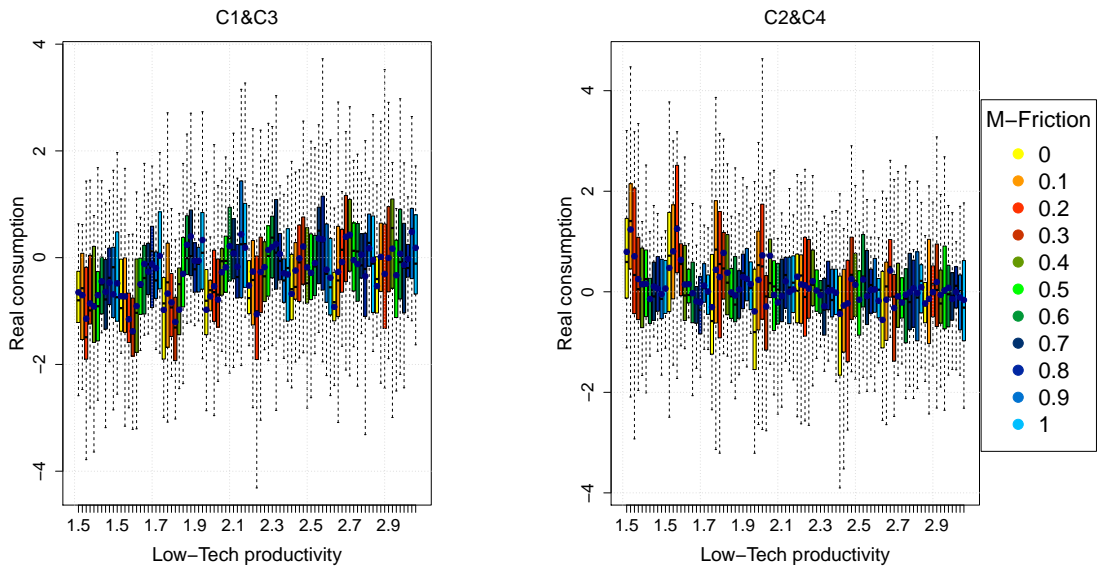 C1&C3
Real consumption
4
2
0
−2
−4
1.5 1.5 1.7 1.9 2.1 2.3 2.5 2.7 2.9
Low−Tech productivity
C2&C4
Real consumption
4
2
0
−2
−4
1.5 1.5 1.7 1.9 2.1 2.3 2.5 2.7 2.9
Low−Tech productivity
M−Friction
0
0.1
0.2
0.3
0.4
0.5
0.6
0.7
0.8
0.9
1